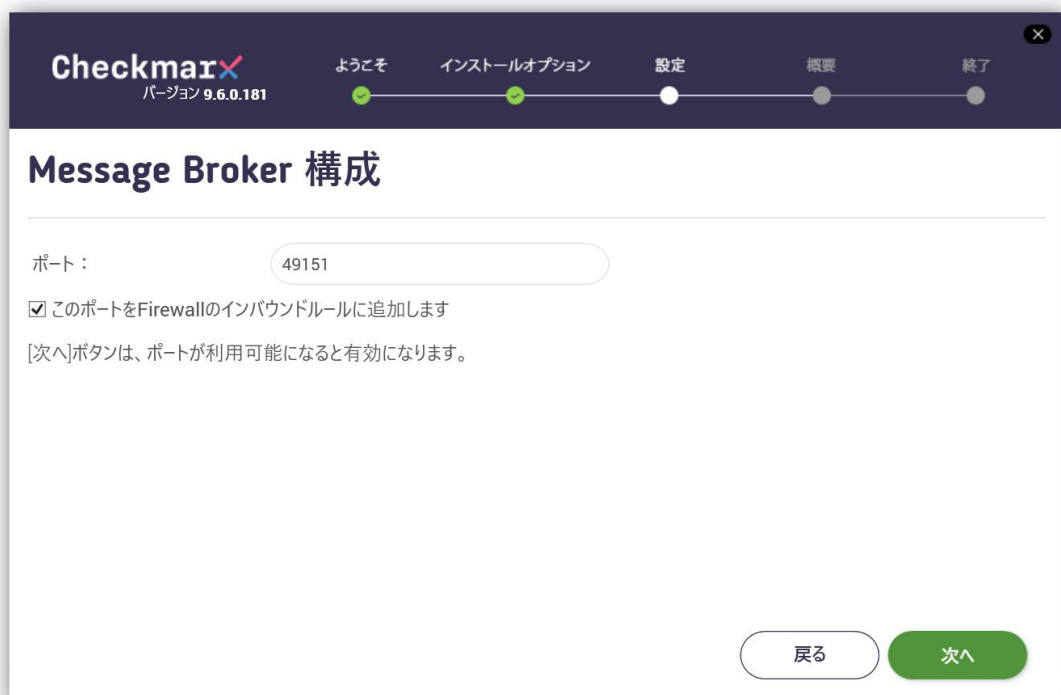 Checkmarx
バージョン 9.6.0.181
ようこそ
インストールオプション
設定
概要
終了
Message Broker 構成
ポート：
49151
このポートをFirewallのインバウンドルールに追加します
[次へ]ボタンは、ポートが利用可能になると有効になります。
戻る
次へ